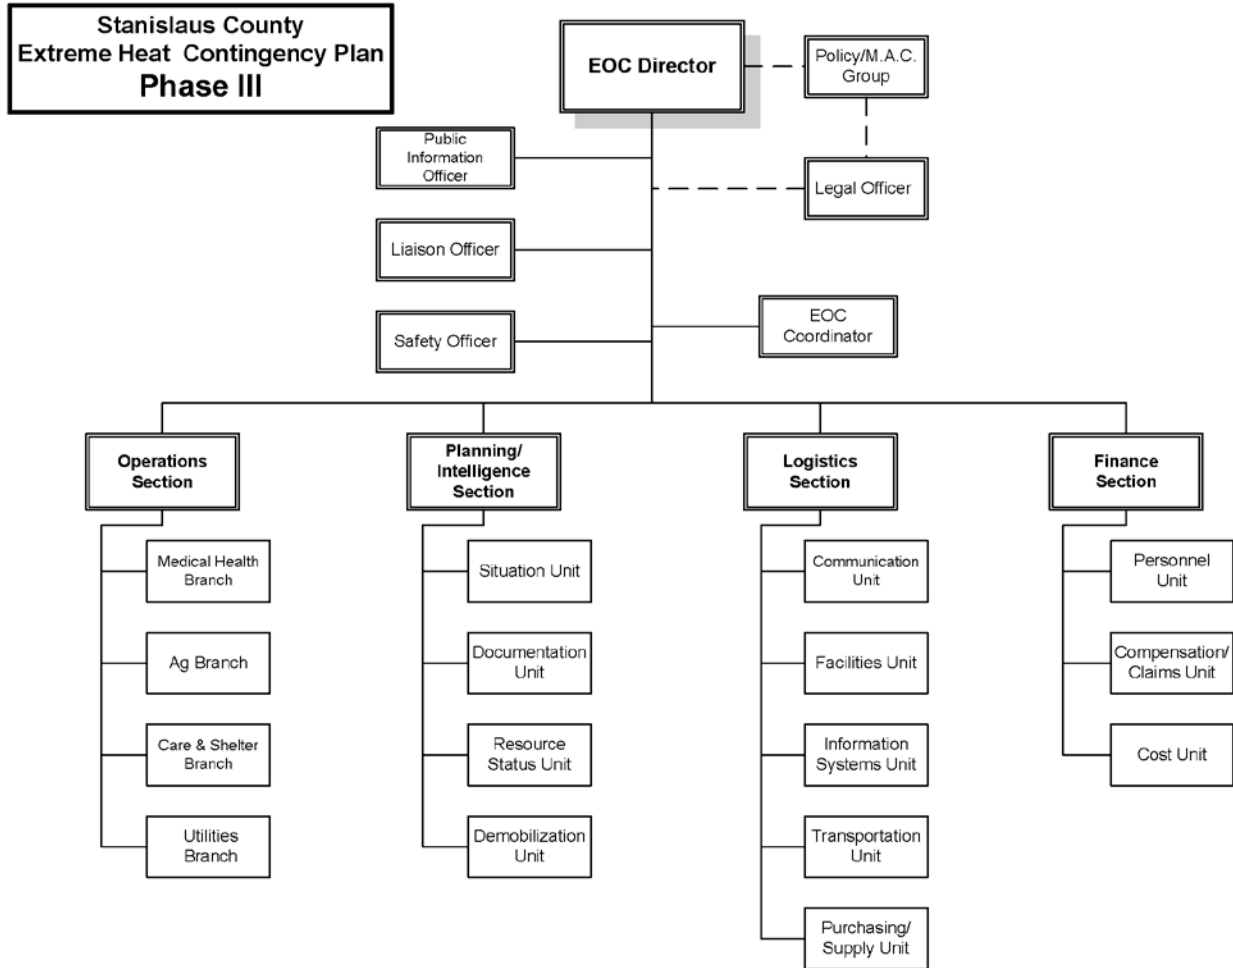 Stanislaus County
Extreme Heat Contingency Plan
Phase III
EOC Director
Policy/M.A.C.
Group
Public
Information
Officer
Legal Officer
Liaison Officer
Safety Officer
EOC
Coordinator
Operations
Section
Medical Health
Branch
Ag Branch
Care & Shelter
Branch
Utilities
Branch
Planning/
Intelligence
Section
Situation Unit
Documentation
Unit
Resource
Status Unit
Demobilization
Unit
Logistics
Section
Communication
Unit
Facilities Unit
Information
Systems Unit
Transportation
Unit
Purchasing/
Supply Unit
Finance
Section
Personnel
Unit
Compensation/
Claims Unit
Cost Unit